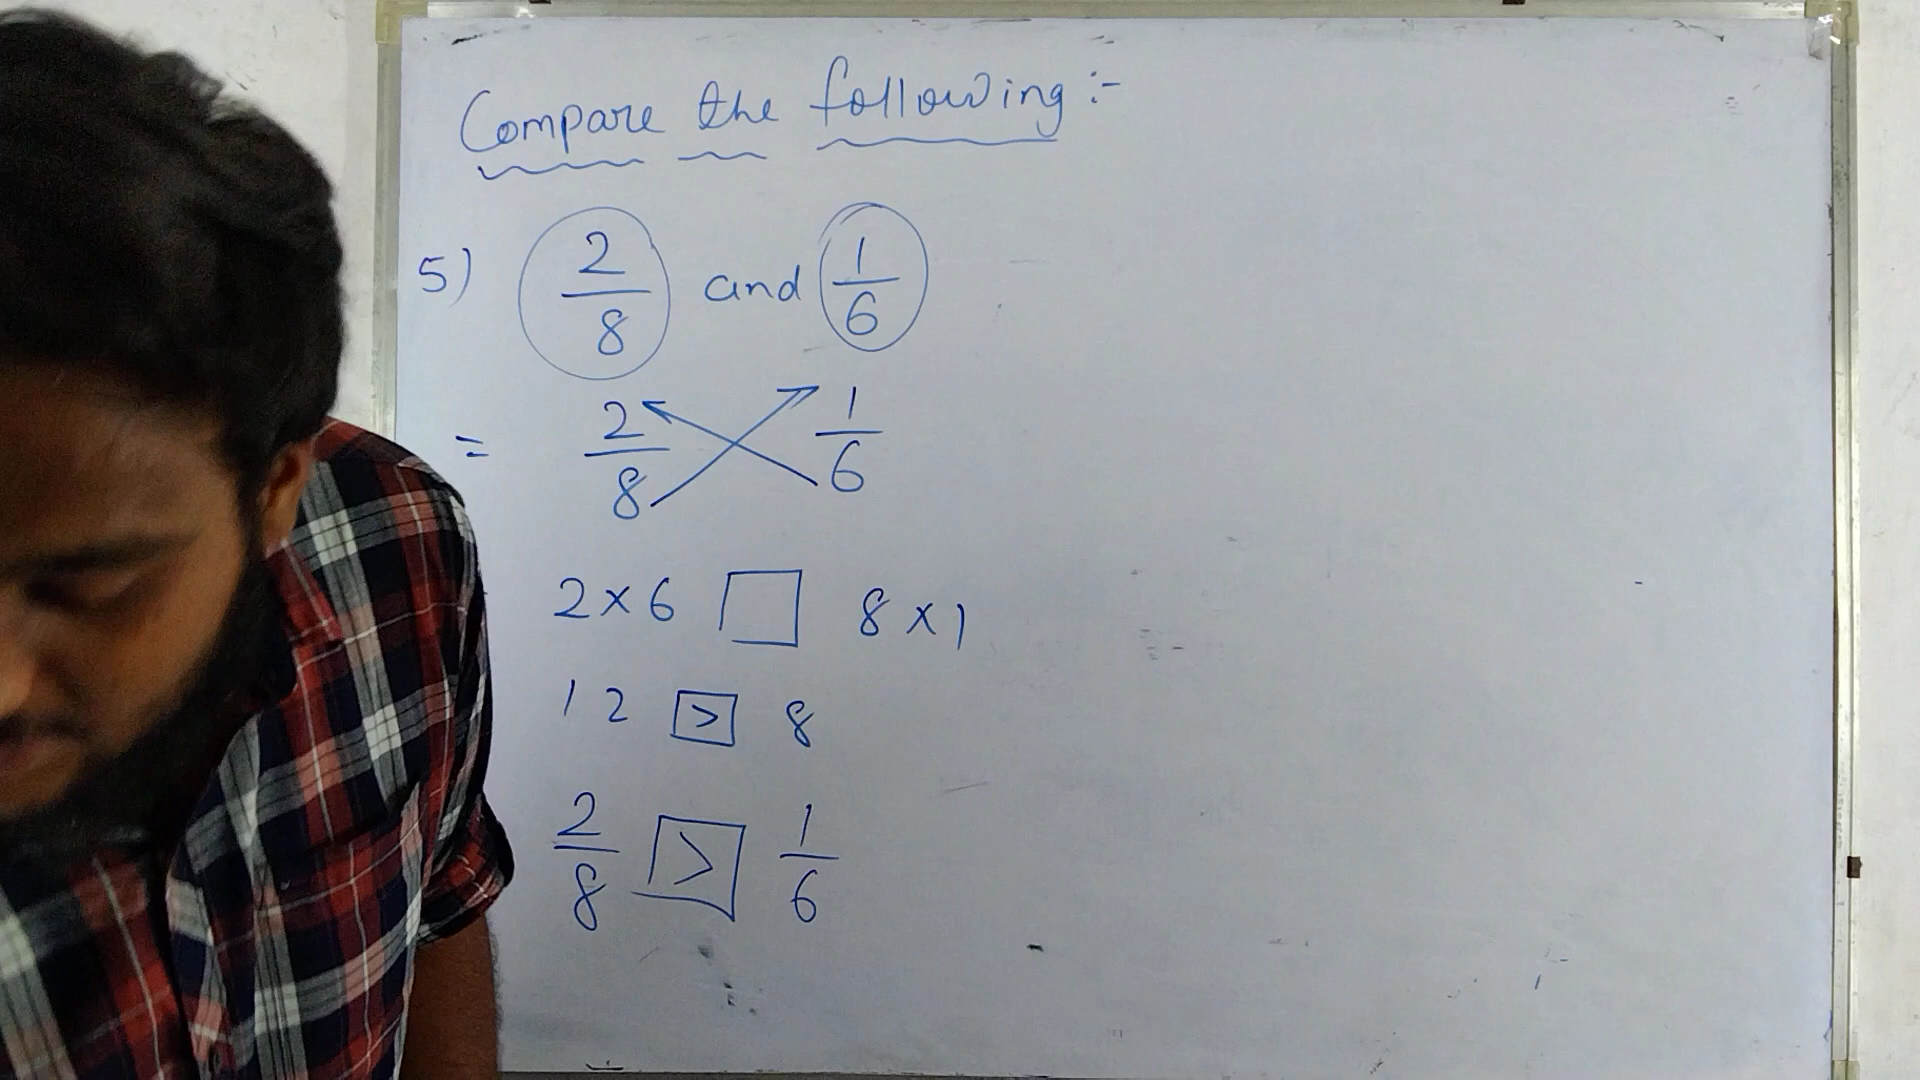 Compare the following :-
5) 2/8 and 1/6
= 2/8 1/6
2 × 6 □ 8 × 1
12 > 8
2/8 > 1/6